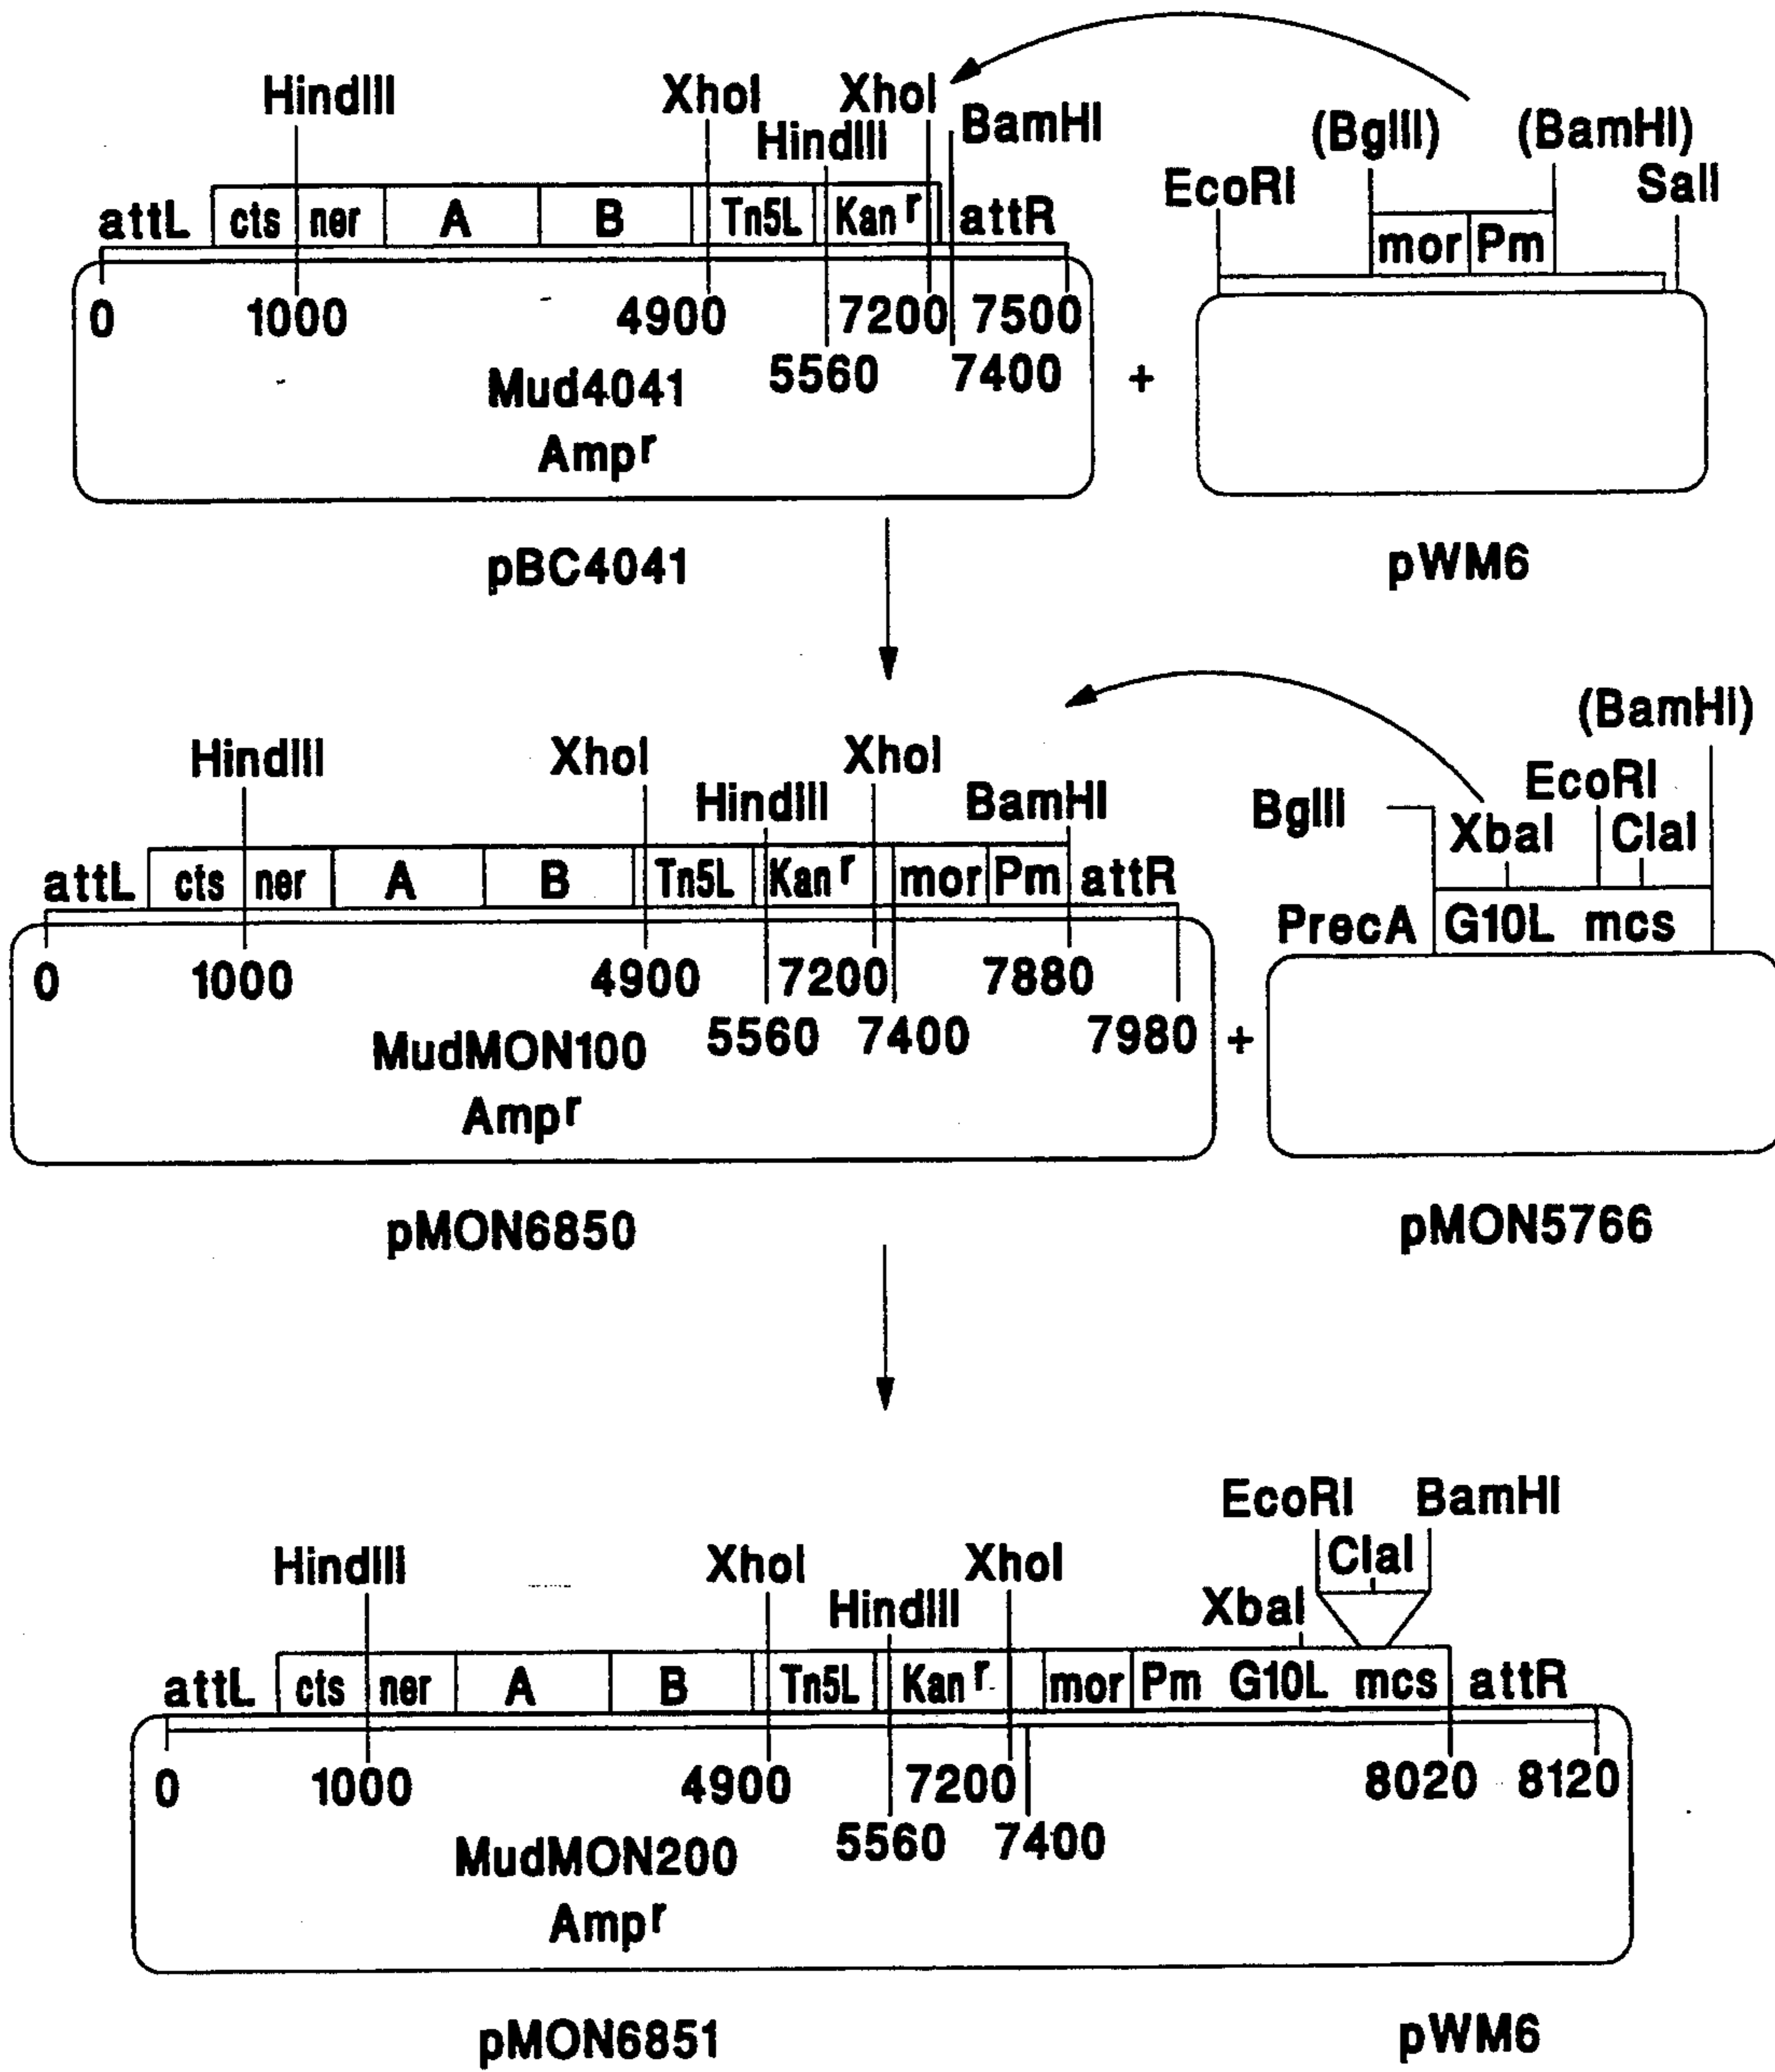 HindIII XhoI XhoI
HindIII BamHI
(BglII) (BamHI)
EcoRI SalI
attL cts ner A B Tn5L Kan r attR
mor Pm
0 1000 4900 7200 7500
5560 7400
Mud4041
Amp r
+
pBC4041 pWM6
HindIII XhoI XhoI
HindIII BamHI
(BamHI)
BglII EcoRI
XbaI ClaI
attL cts ner A B Tn5L Kan r mor Pm attR
PrecA G10L mcs
0 1000 4900 7200 7880
5560 7400 7980
MudMON100
Amp r
+
pMON6850 pMON5766
EcoRI BamHI
ClaI
HindIII XhoI XhoI
HindIII XbaI
attL cts ner A B Tn5L Kan r mor Pm G10L mcs attR
0 1000 4900 7200 8020 8120
5560 7400
MudMON200
Amp r
pMON6851 pWM6